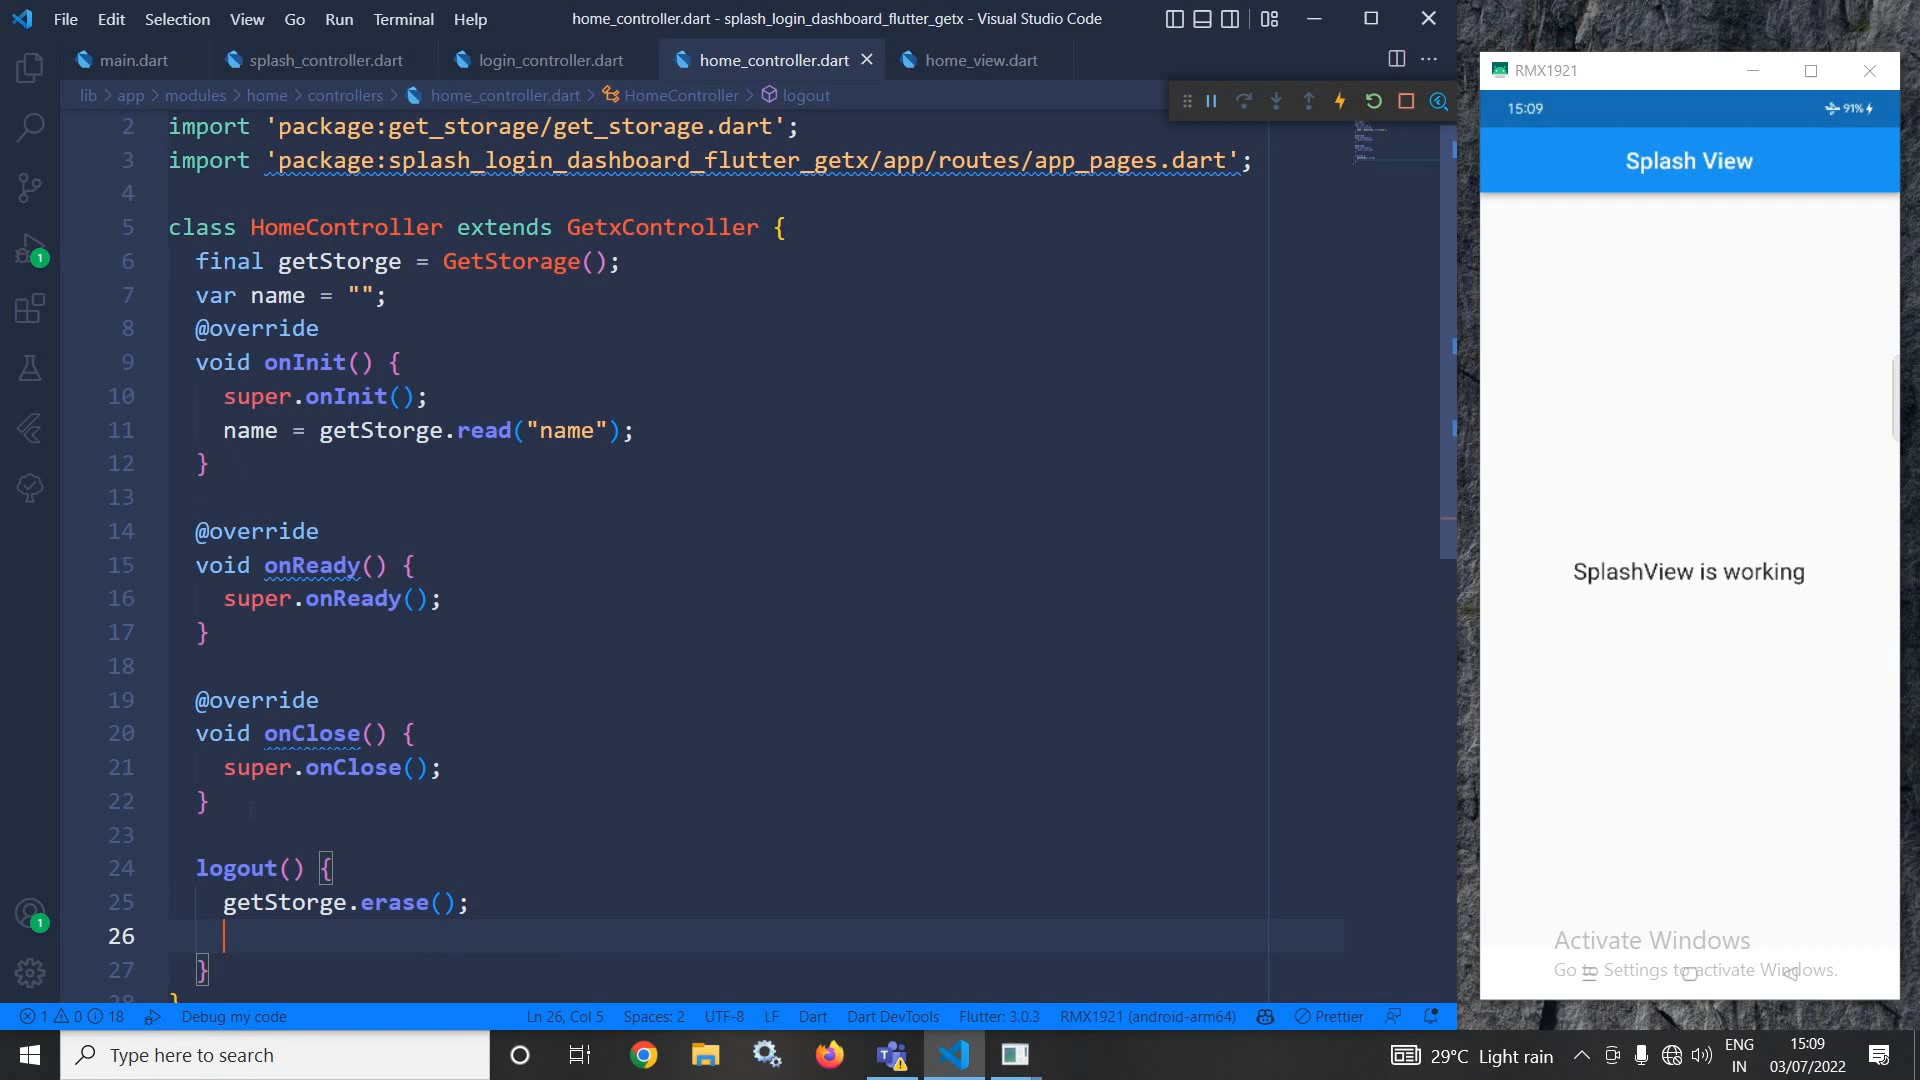 File Edit Selection View Go Run Terminal Help
home_controller.dart - splash_login_dashboard_flutter_getx - Visual Studio Code
main.dart
splash_controller.dart
login_controller.dart
home_controller.dart
home_view.dart
lib > app > modules > home > controllers > home_controller.dart > HomeController > logout
2 import 'package:get_storage/get_storage.dart';
3 import 'package:splash_login_dashboard_flutter_getx/app/routes/app_pages.dart';
4
5 class HomeController extends GetxController {
6 final getStorge = GetStorage();
7 var name = "";
8 @override
9 void onInit() {
10 super.onInit();
11 name = getStorge.read("name");
12 }
13
14 @override
15 void onReady() {
16 super.onReady();
17 }
18
19 @override
20 void onClose() {
21 super.onClose();
22 }
23
24 logout() {
25 getStorge.erase();
26
27 }
28 }
1
1
1 0 18 Debug my code
Ln 26, Col 5 Spaces: 2 UTF-8 LF Dart Dart DevTools Flutter: 3.0.3 RMX1921 (android-arm64) Prettier
RMX1921
15:09
91%
Splash View
SplashView is working
Activate Windows
Go to Settings to activate Windows.
Type here to search
29°C Light rain
ENG
IN
15:09
03/07/2022